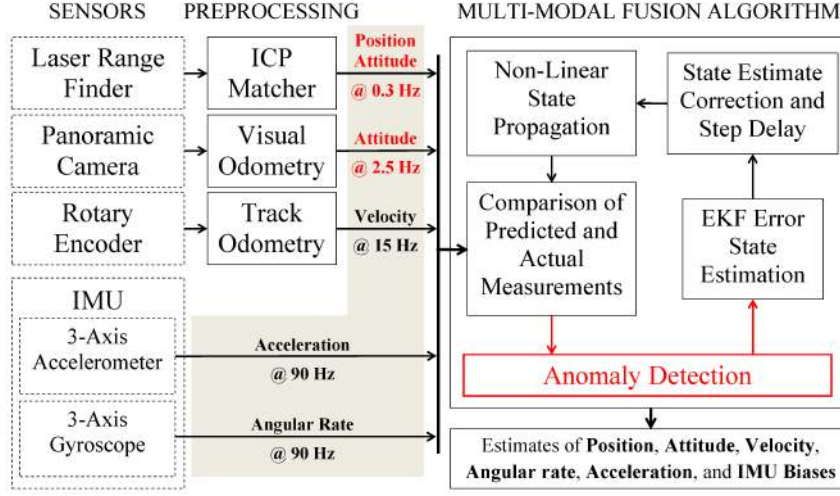 SENSORS
PREPROCESSING
MULTI-MODAL FUSION ALGORITHM
Laser Range
Finder
ICP
Matcher
Position
Attitude
@ 0.3 Hz
Panoramic
Camera
Visual
Odometry
Attitude
@ 2.5 Hz
Rotary
Encoder
Track
Odometry
Velocity
@ 15 Hz
IMU
3-Axis
Accelerometer
Acceleration
@ 90 Hz
3-Axis
Gyroscope
Angular Rate
@ 90 Hz
Non-Linear
State
Propagation
State Estimate
Correction and
Step Delay
Comparison of
Predicted and
Actual
Measurements
EKF Error
State
Estimation
Anomaly Detection
Estimates of Position, Attitude, Velocity,
Angular rate, Acceleration, and IMU Biases